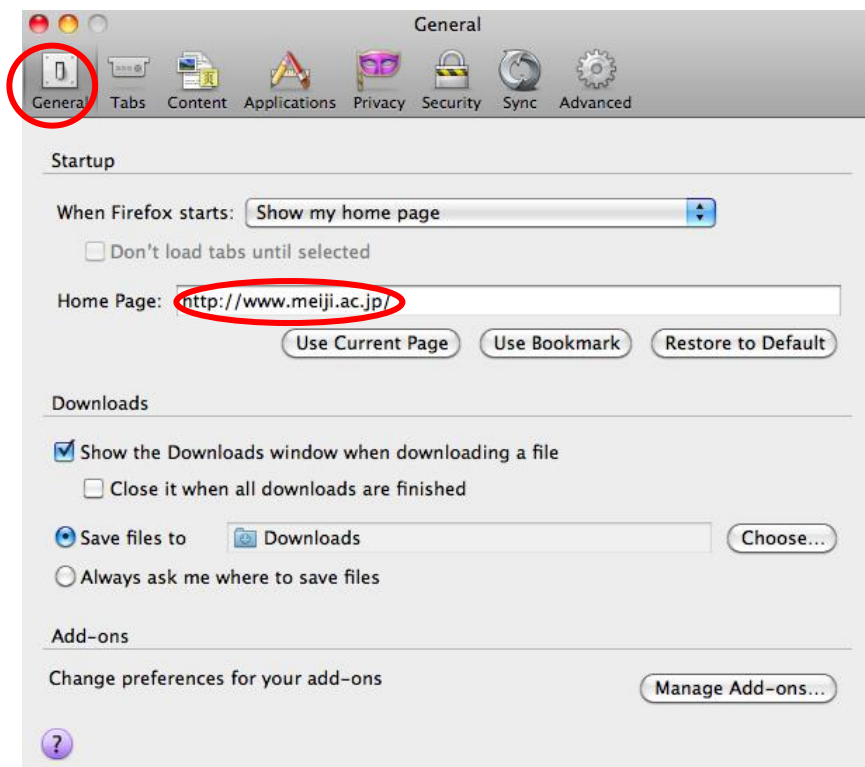 General
General Tabs Content Applications Privacy Security Sync Advanced
Startup
When Firefox starts: Show my home page
Don't load tabs until selected
Home Page: http://www.meiji.ac.jp/
Use Current Page Use Bookmark Restore to Default
Downloads
Show the Downloads window when downloading a file
Close it when all downloads are finished
Save files to Downloads Choose...
Always ask me where to save files
Add-ons
Change preferences for your add-ons
Manage Add-ons...
?